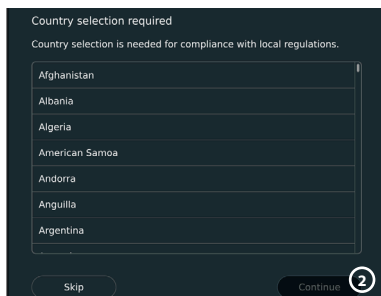 Country selection required
Country selection is needed for compliance with local regulations.
Afghanistan
Albania
Algeria
American Samoa
Andorra
Anguilla
Argentina
Skip
Continue
2